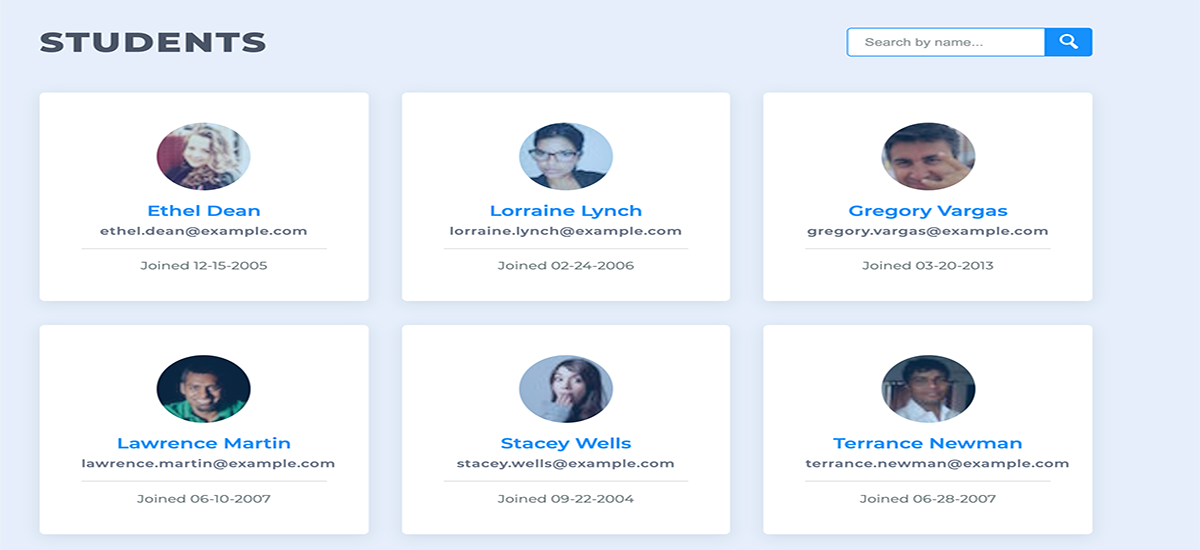 STUDENTS
Search by name...
Ethel Dean
ethel.dean@example.com
Joined 12-15-2005
Lorraine Lynch
lorraine.lynch@example.com
Joined 02-24-2006
Gregory Vargas
gregory.vargas@example.com
Joined 03-20-2013
Lawrence Martin
lawrence.martin@example.com
Joined 06-10-2007
Stacey Wells
stacey.wells@example.com
Joined 09-22-2004
Terrance Newman
terrance.newman@example.com
Joined 06-28-2007